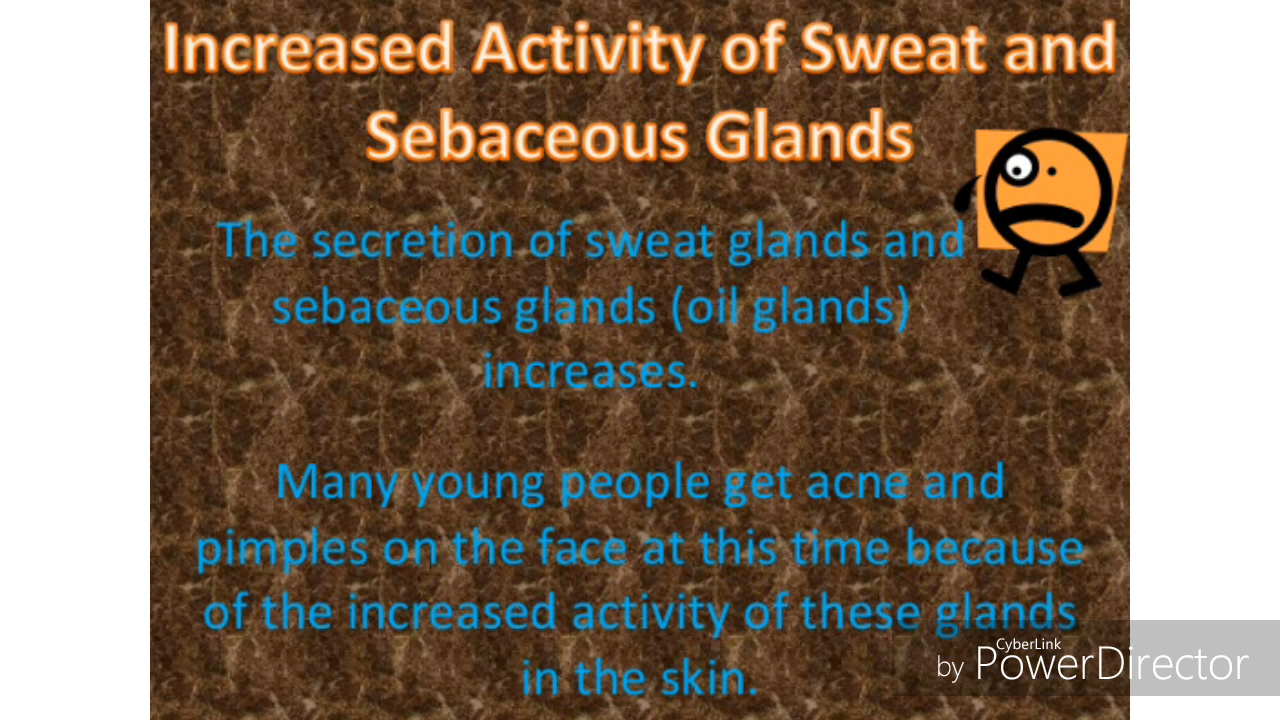 Increased Activity of Sweat and
Sebaceous Glands
The secretion of sweat glands and
sebaceous glands (oil glands)
increases.
Many young people get acne and
pimples on the face at this time because
of the increased activity of these glands
in the skin.
CyberLink
by PowerDirector